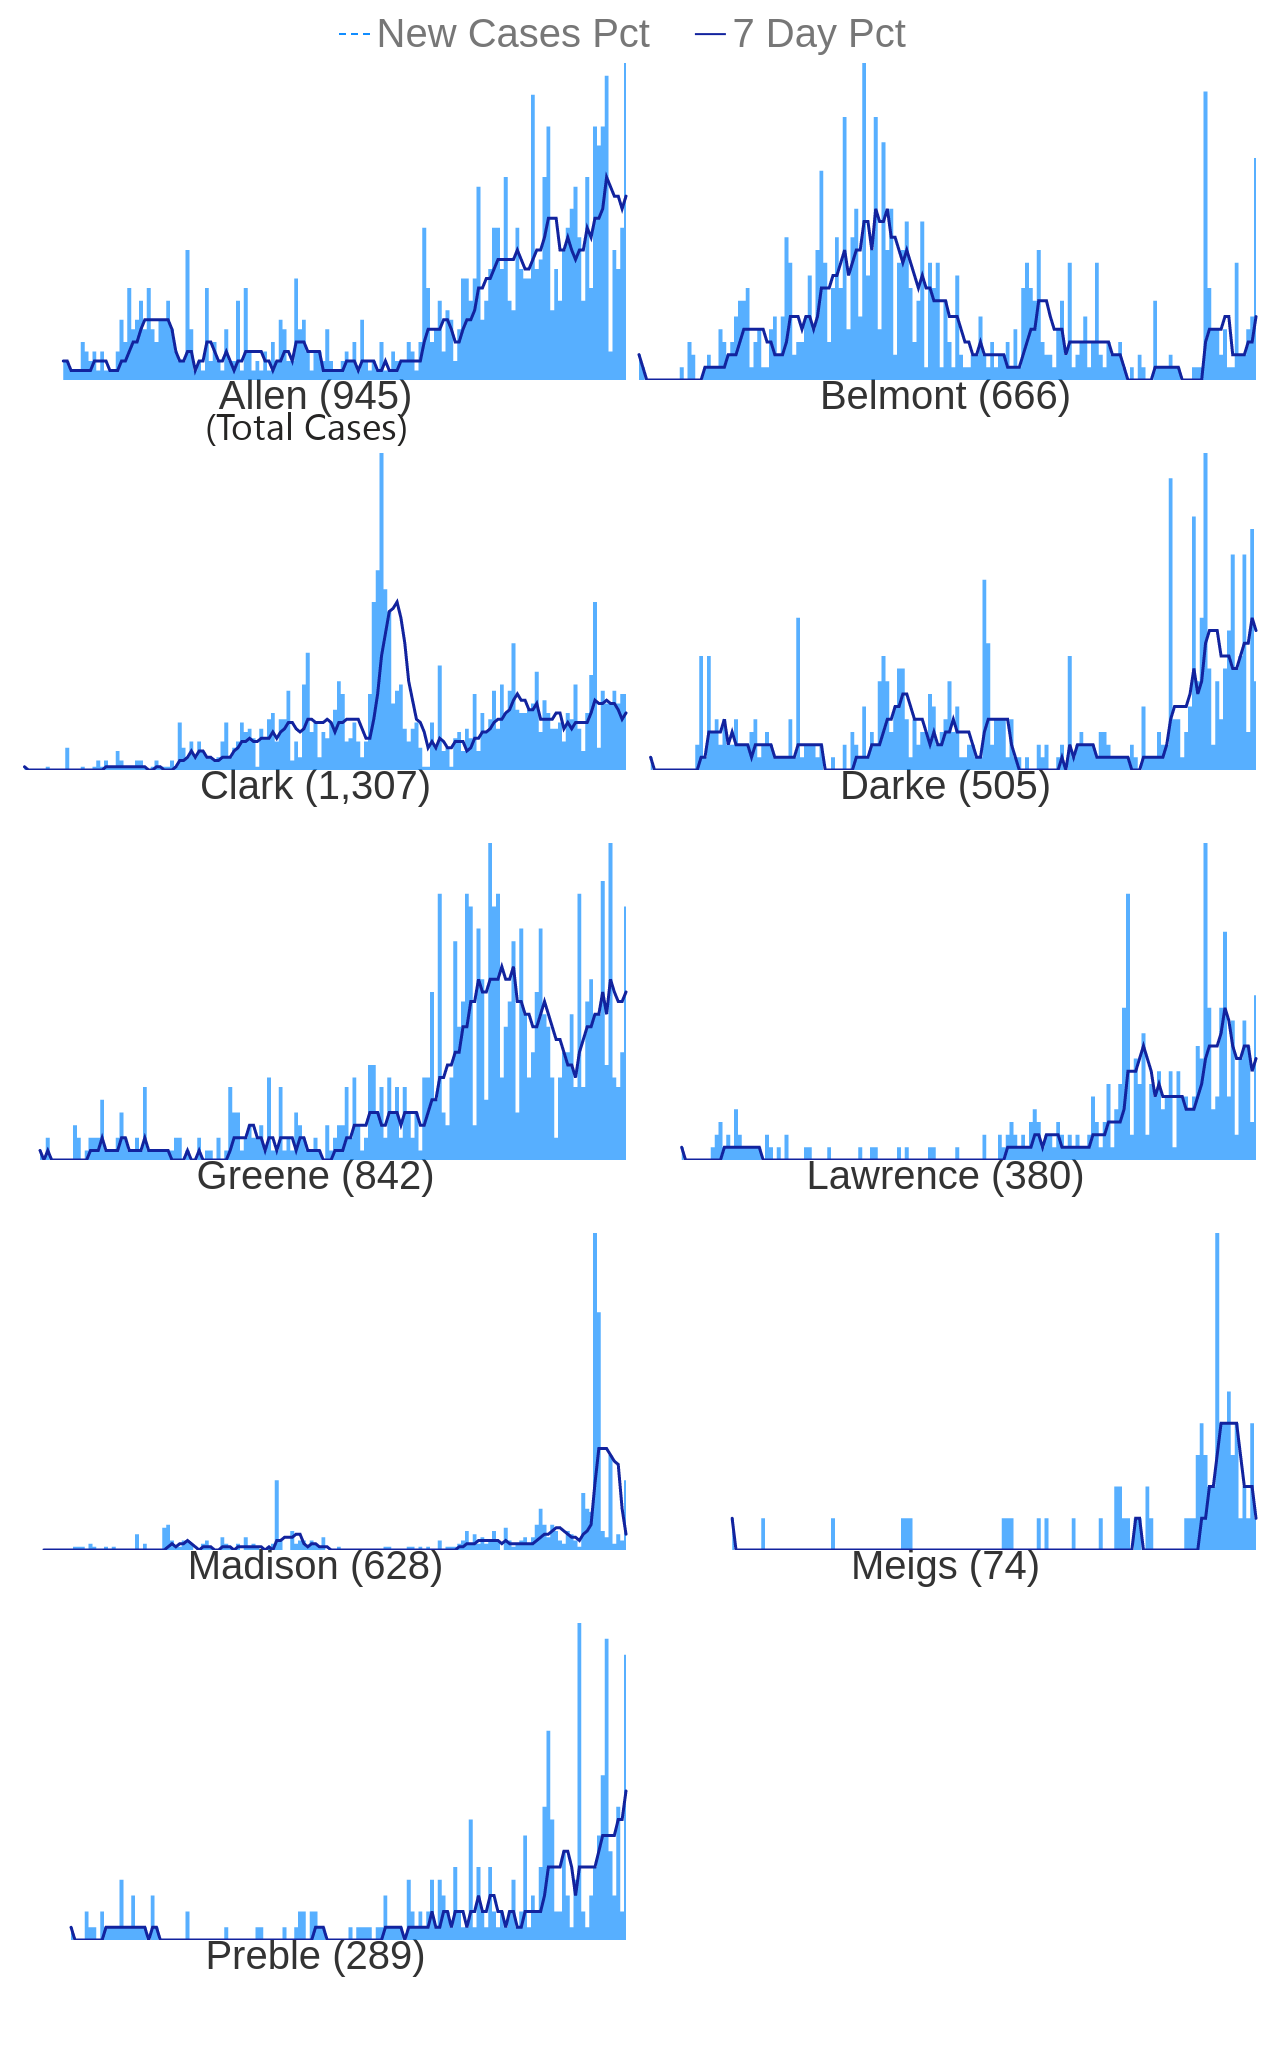 New Cases Pct 7 Day Pct
Allen (945)
(Total Cases)
Belmont (666)
Clark (1,307)
Darke (505)
Greene (842)
Lawrence (380)
Madison (628)
Meigs (74)
Preble (289)